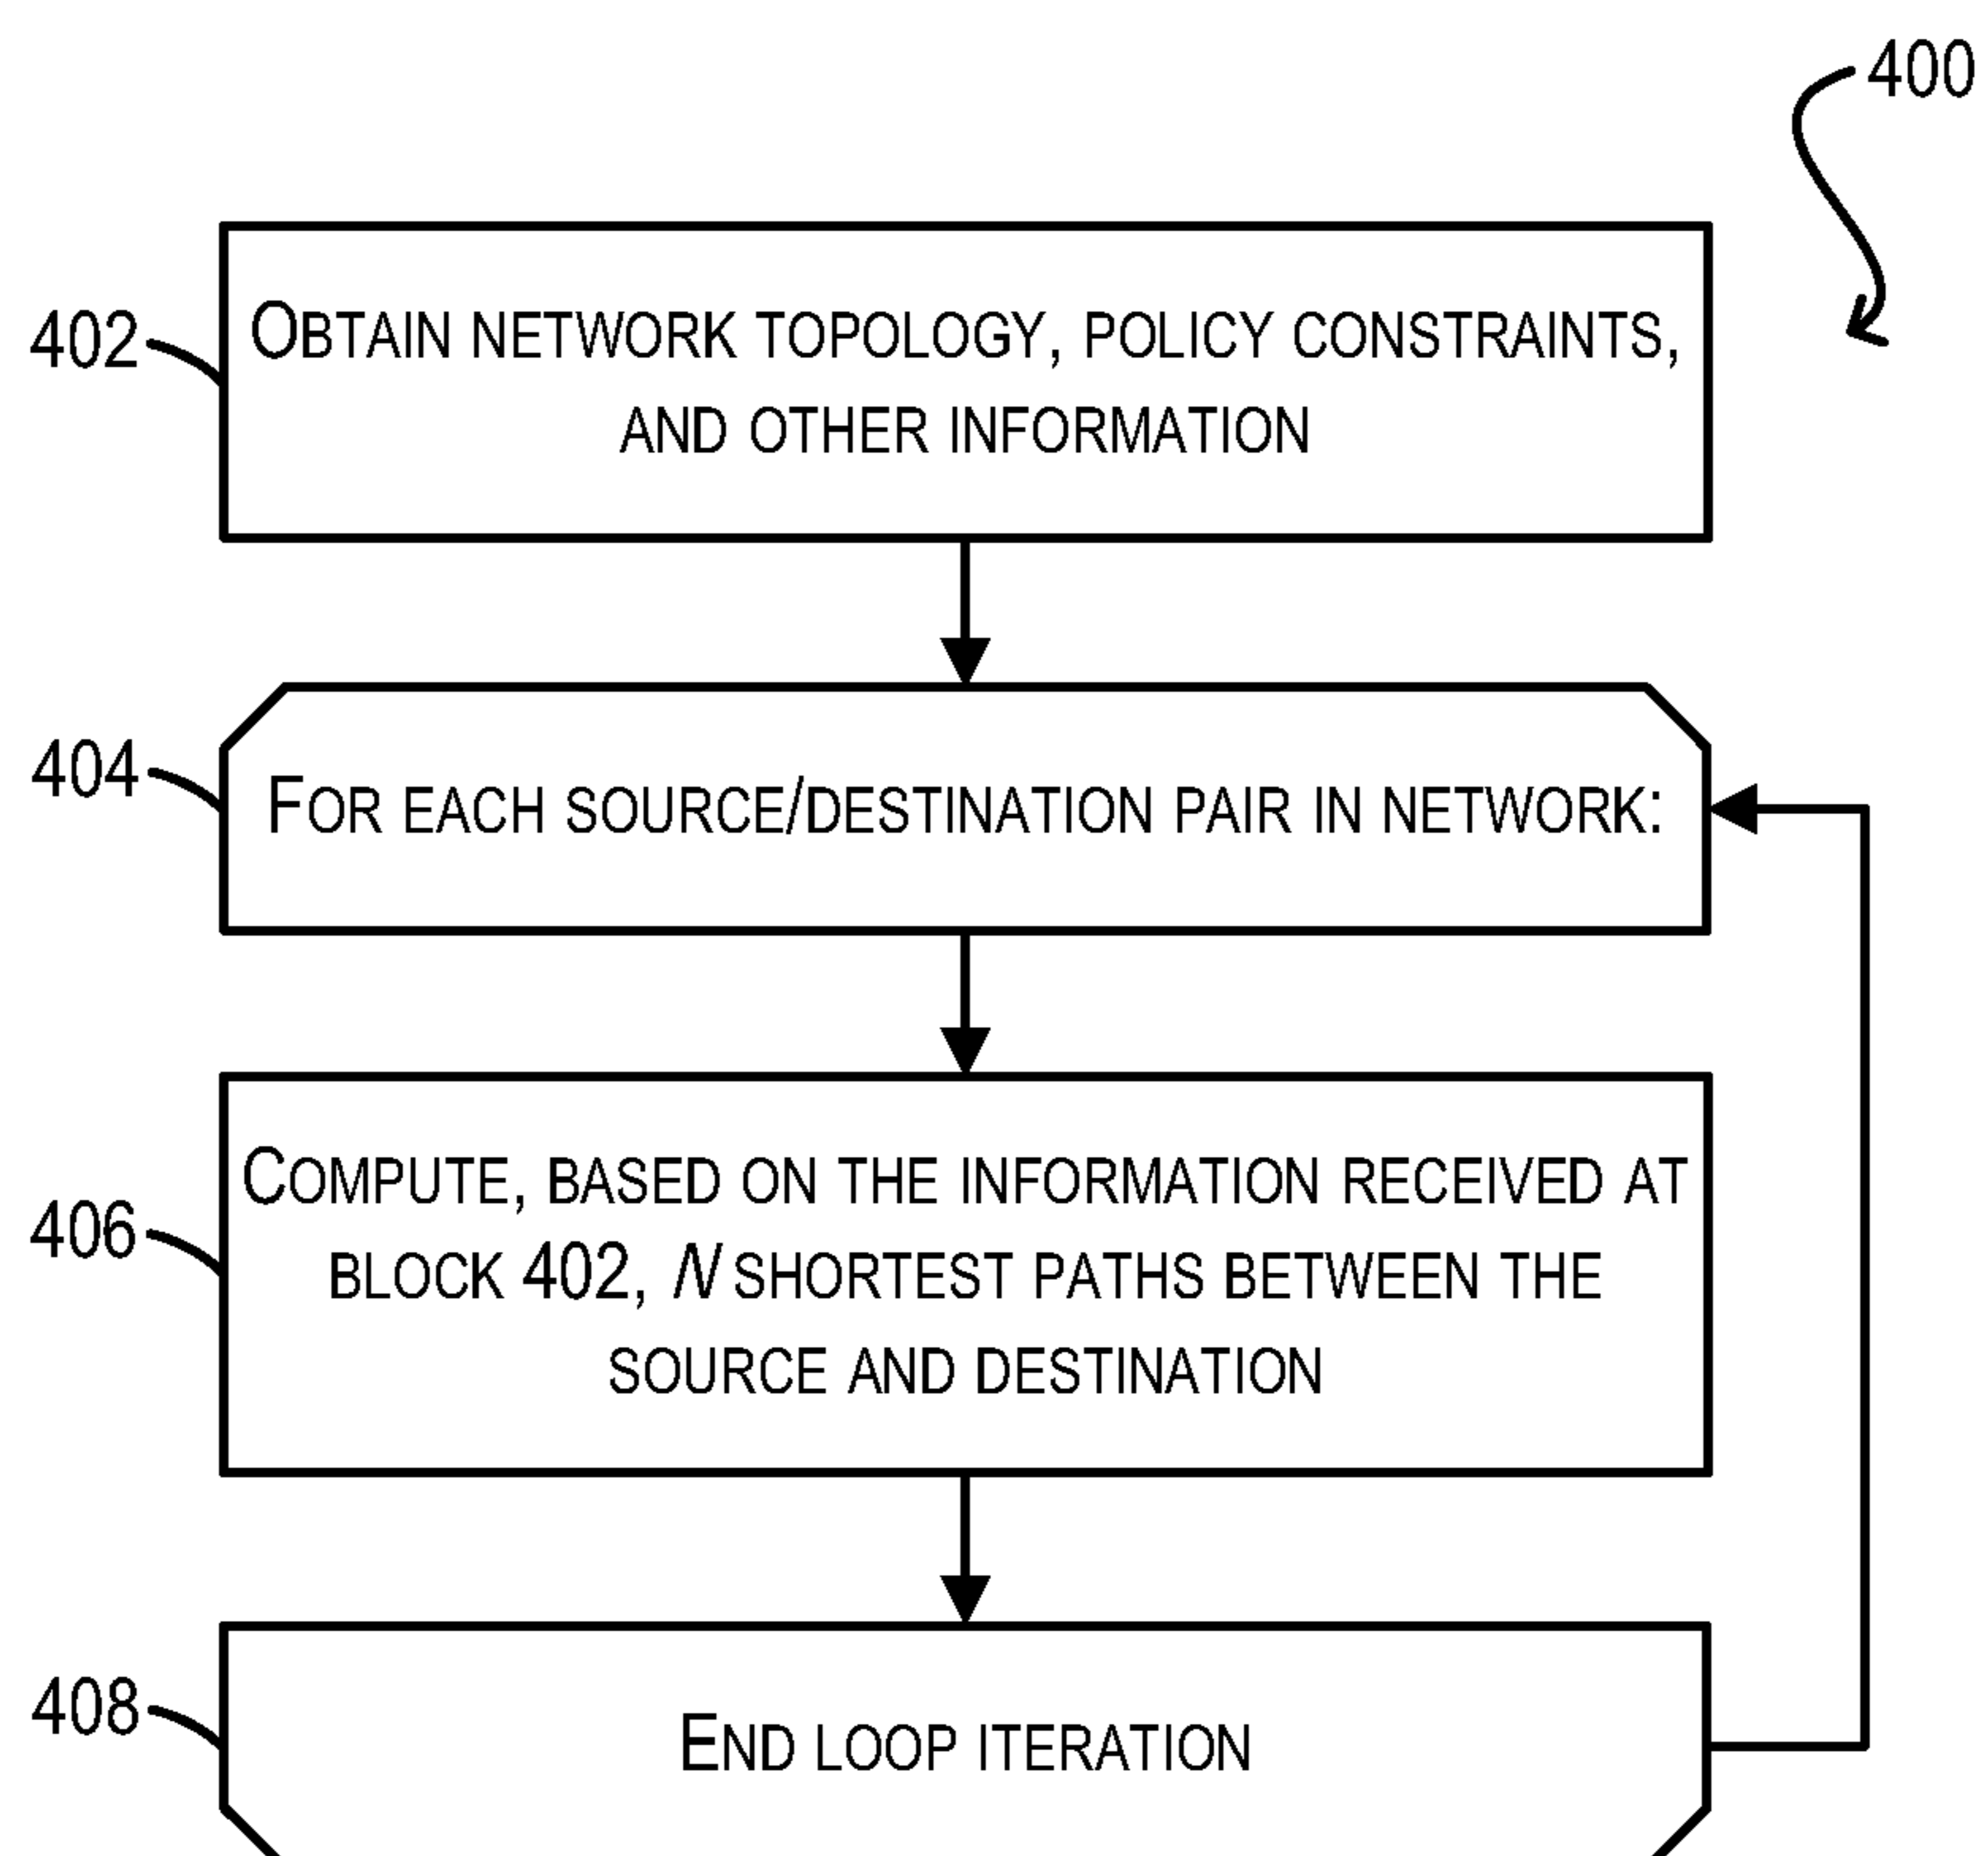 400
402
OBTAIN NETWORK TOPOLOGY, POLICY CONSTRAINTS,
AND OTHER INFORMATION
404
FOR EACH SOURCE/DESTINATION PAIR IN NETWORK:
406
COMPUTE, BASED ON THE INFORMATION RECEIVED AT
BLOCK 402, N SHORTEST PATHS BETWEEN THE
SOURCE AND DESTINATION
408
END LOOP ITERATION